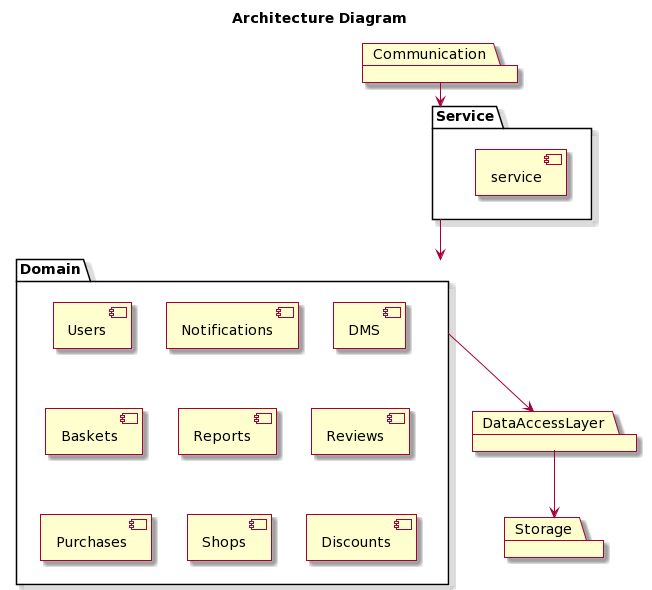 Architecture Diagram
Communication
Service
service
Domain
Users
Notifications
DMS
Baskets
Reports
Reviews
DataAccessLayer
Purchases
Shops
Discounts
Storage